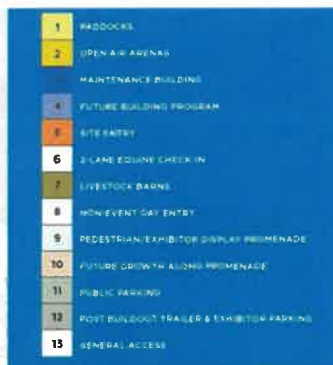 1 PADDOCKS
2 OPEN AIR ARENAS
MAINTENANCE BUILDING
4 FUTURE BUILDING PROGRAM
5 SITE ENTRY
6 2-LANE EQUINE CHECK IN
7 LIVESTOCK BARNS
8 NON EVENT DAY ENTRY
9 PEDESTRIAN/EXHIBITOR DISPLAY PROMENADE
10 FUTURE GROWTH ALONG PROMENADE
11 PUBLIC PARKING
12 POST BUILDOUT TRAILER & EXHIBITOR PARKING
13 GENERAL ACCESS